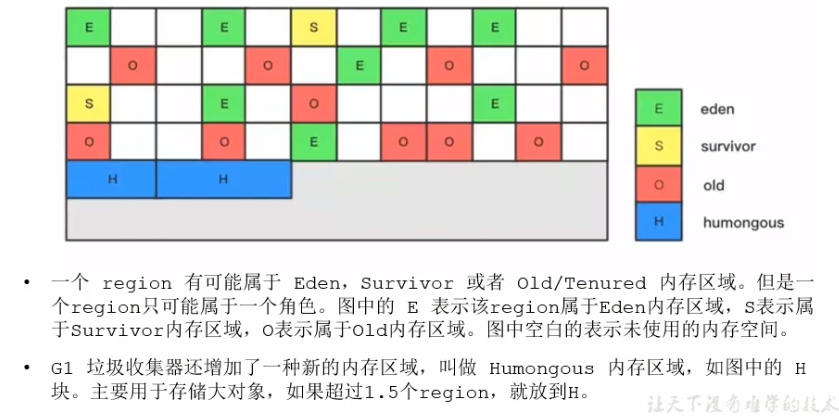 E E S E E
O O E O O
S E O E
O O E O O O
H H
E eden
S survivor
O old
H humongous
• 一个 region 有可能属于 Eden，Survivor 或者 Old/Tenured 内存区域。但是一
个region只可能属于一个角色。图中的 E 表示该region属于Eden内存区域，S表示属
于Survivor内存区域，O表示属于Old内存区域。图中空白的表示未使用的内存空间。
• G1 垃圾收集器还增加了一种新的内存区域，叫做 Humongous 内存区域，如图中的 H
块。主要用于存储大对象，如果超过1.5个region，就放到H。
让天下没有难学的技术